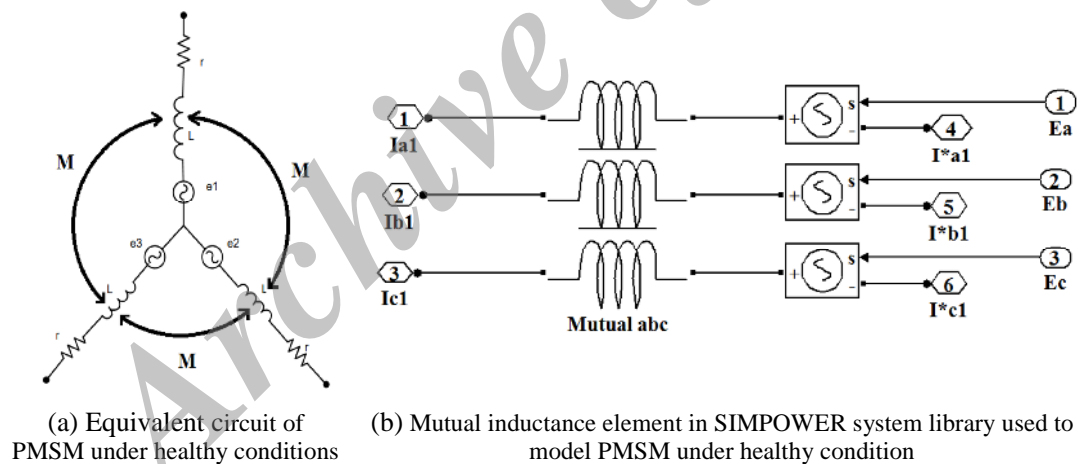 r
L
M
M
e1
e3
e2
L
L
r
r
M
1
Ia1
2
Ib1
3
Ic1
Mutual abc
+
s
-
4
I*a1
1
Ea
+
s
-
5
I*b1
2
Eb
+
s
-
6
I*c1
3
Ec
(a) Equivalent circuit of
PMSM under healthy conditions
(b) Mutual inductance element in SIMPOWER system library used to
model PMSM under healthy condition